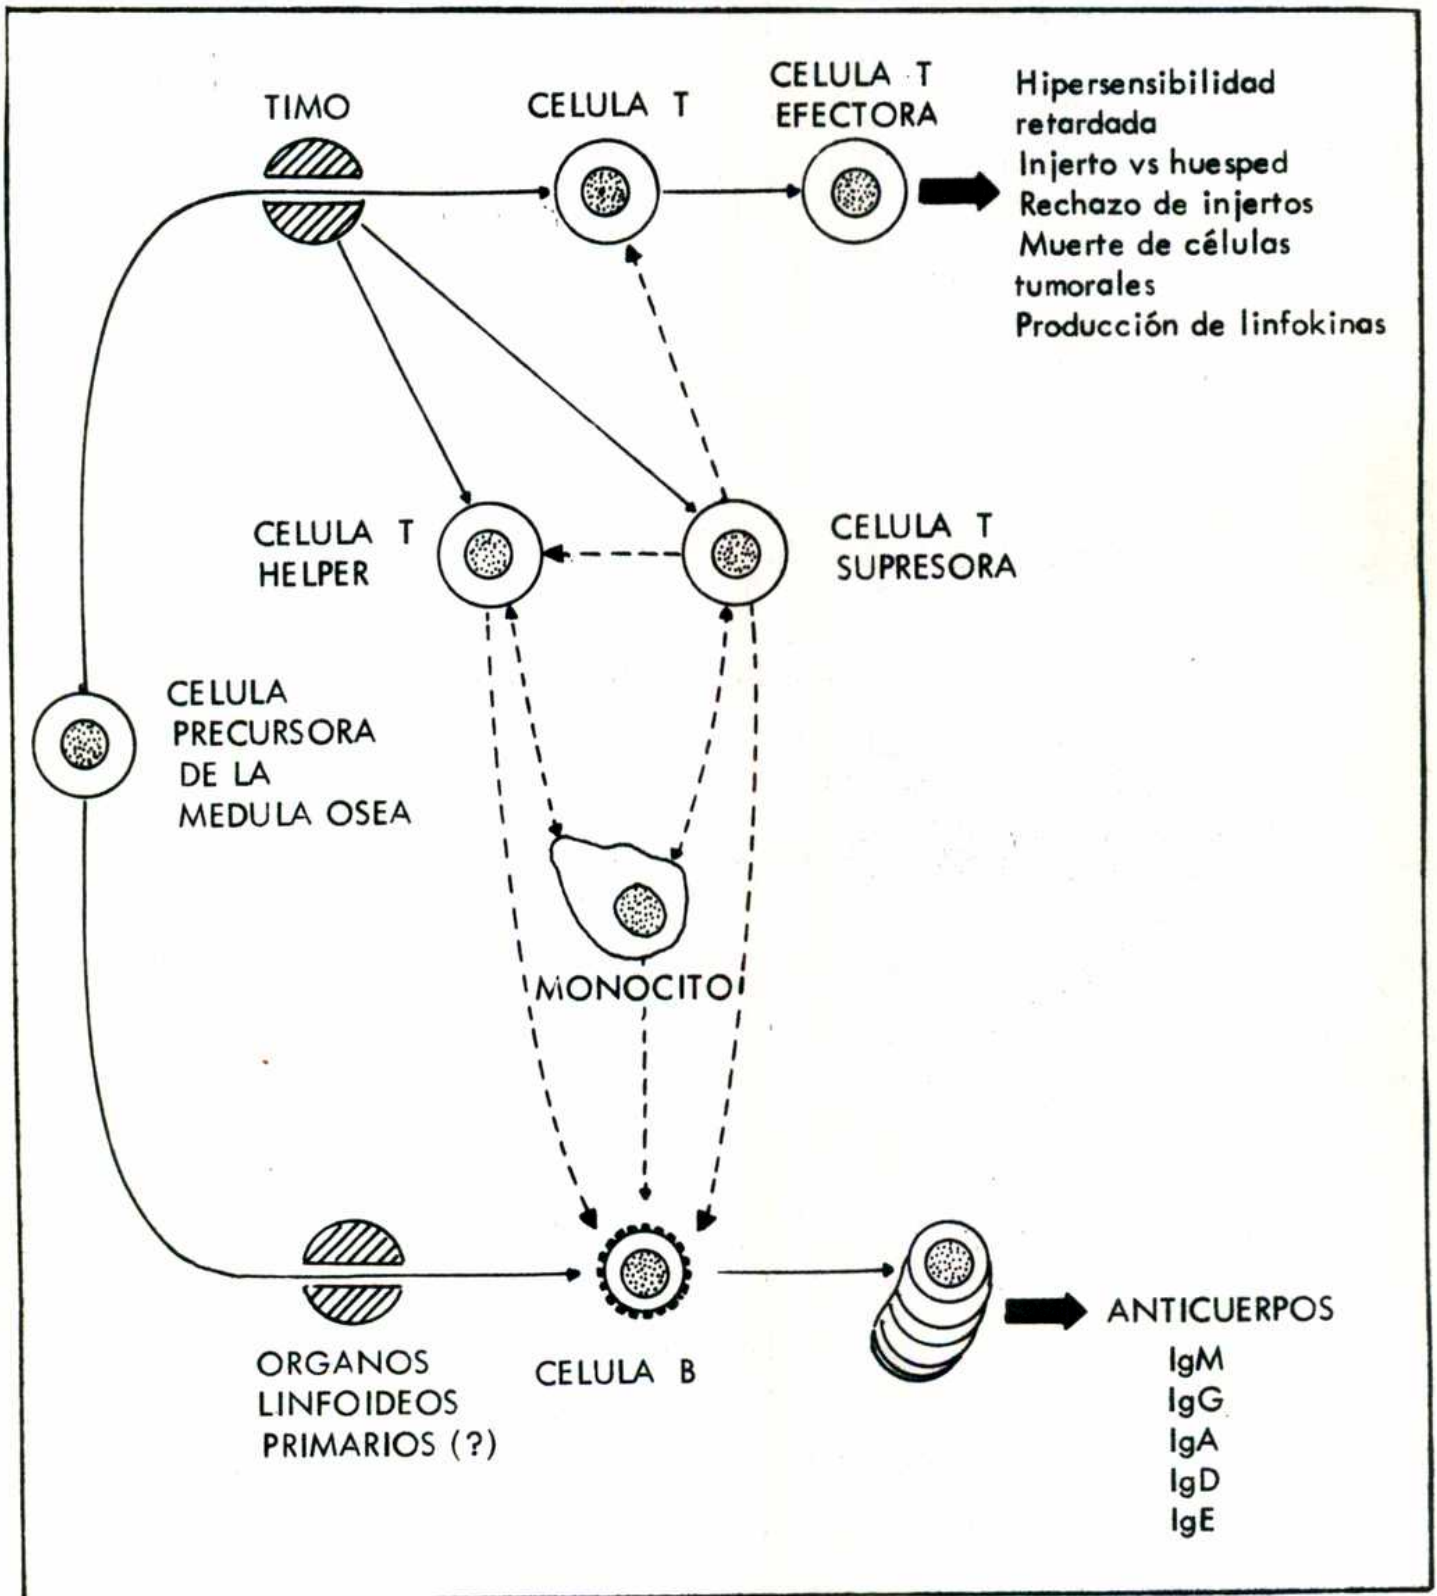 TIMO
CELULA T
CELULA T
EFECTORA
Hipersensibilidad
retardada
Injerto vs huesped
Rechazo de injertos
Muerte de células
tumorales
Producción de linfokinas
CELULA T
HELPER
CELULA T
SUPRESORA
CELULA
PRECURSORA
DE LA
MEDULA OSEA
MONOCITO
ORGANOS
LINFOIDEOS
PRIMARIOS (?)
CELULA B
ANTICUERPOS
IgM
IgG
IgA
IgD
IgE